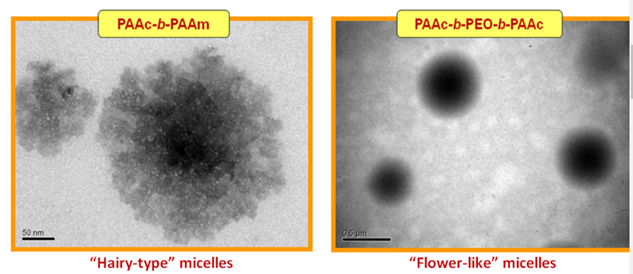 PAAc-b-PAAm
PAAc-b-PEO-b-PAAc
50 nm
0.5 µm
“Hairy-type” micelles
“Flower-like” micelles